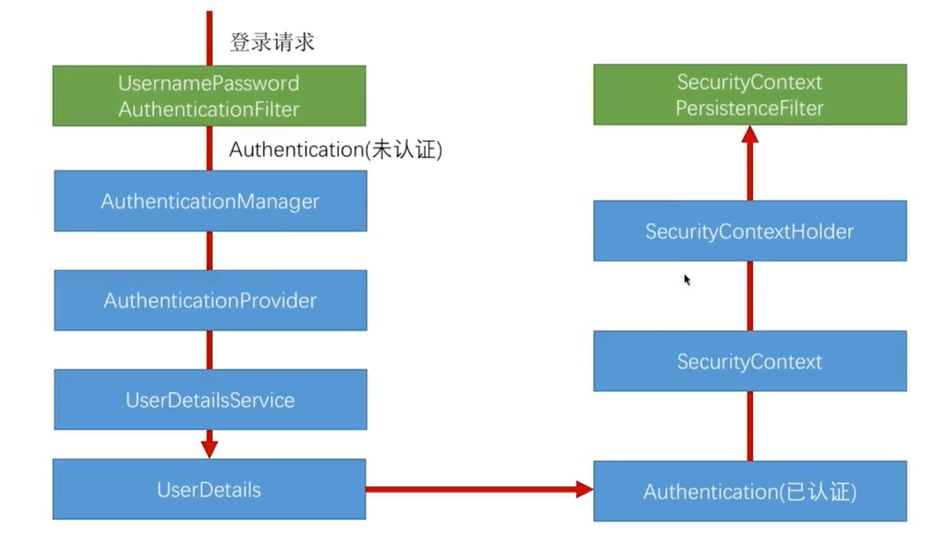 登录请求
UsernamePassword
AuthenticationFilter
Authentication(未认证)
AuthenticationManager
AuthenticationProvider
UserDetailsService
UserDetails
SecurityContext
PersistenceFilter
SecurityContextHolder
SecurityContext
Authentication(已认证)